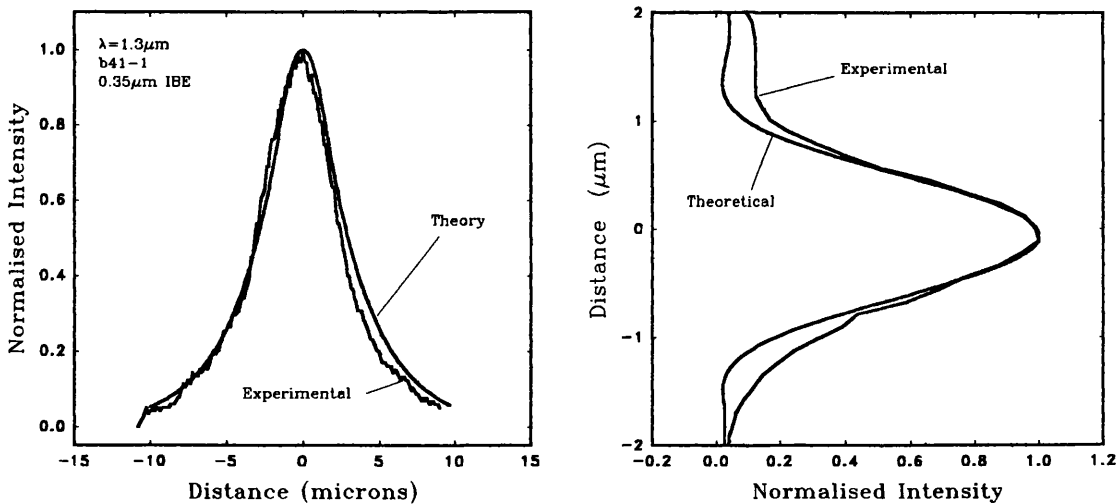 λ=1.3μm
b41-1
0.35μm IBE
Normalised Intensity
1.0
0.8
0.6
0.4
0.2
0.0
Theory
Experimental
−15 −10 −5 0 5 10 15
Distance (microns)
2
1
0
−1
−2
Distance (μm)
Experimental
Theoretical
−0.2 0.0 0.2 0.4 0.6 0.8 1.0 1.2
Normalised Intensity